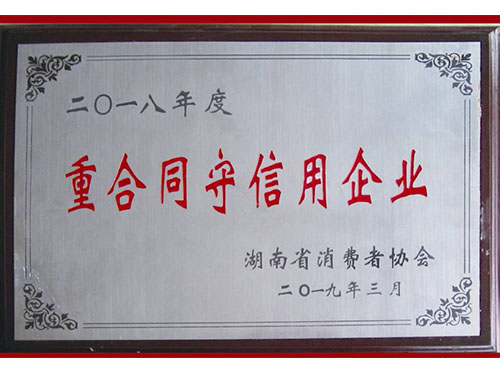 二〇一八年度
重合同守信用企业
湖南省消费者协会
二〇一九年三月